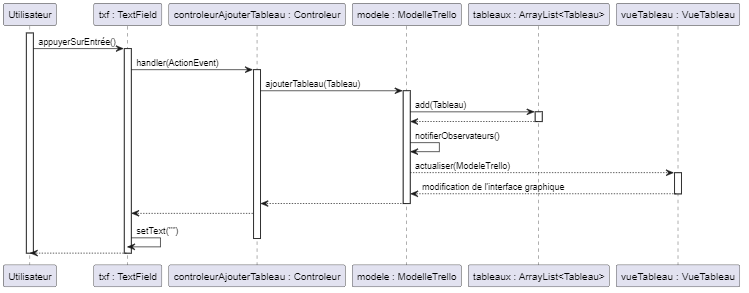 Utilisateur
txf : TextField
controleurAjouterTableau : Controleur
modele : ModelleTrello
tableaux : ArrayList<Tableau>
vueTableau : VueTableau
appuyerSurEntrée()
handler(ActionEvent)
ajouterTableau(Tableau)
add(Tableau)
notifierObservateurs()
actualiser(ModeleTrello)
modification de l'interface graphique
setText("")
Utilisateur
txf : TextField
controleurAjouterTableau : Controleur
modele : ModelleTrello
tableaux : ArrayList<Tableau>
vueTableau : VueTableau